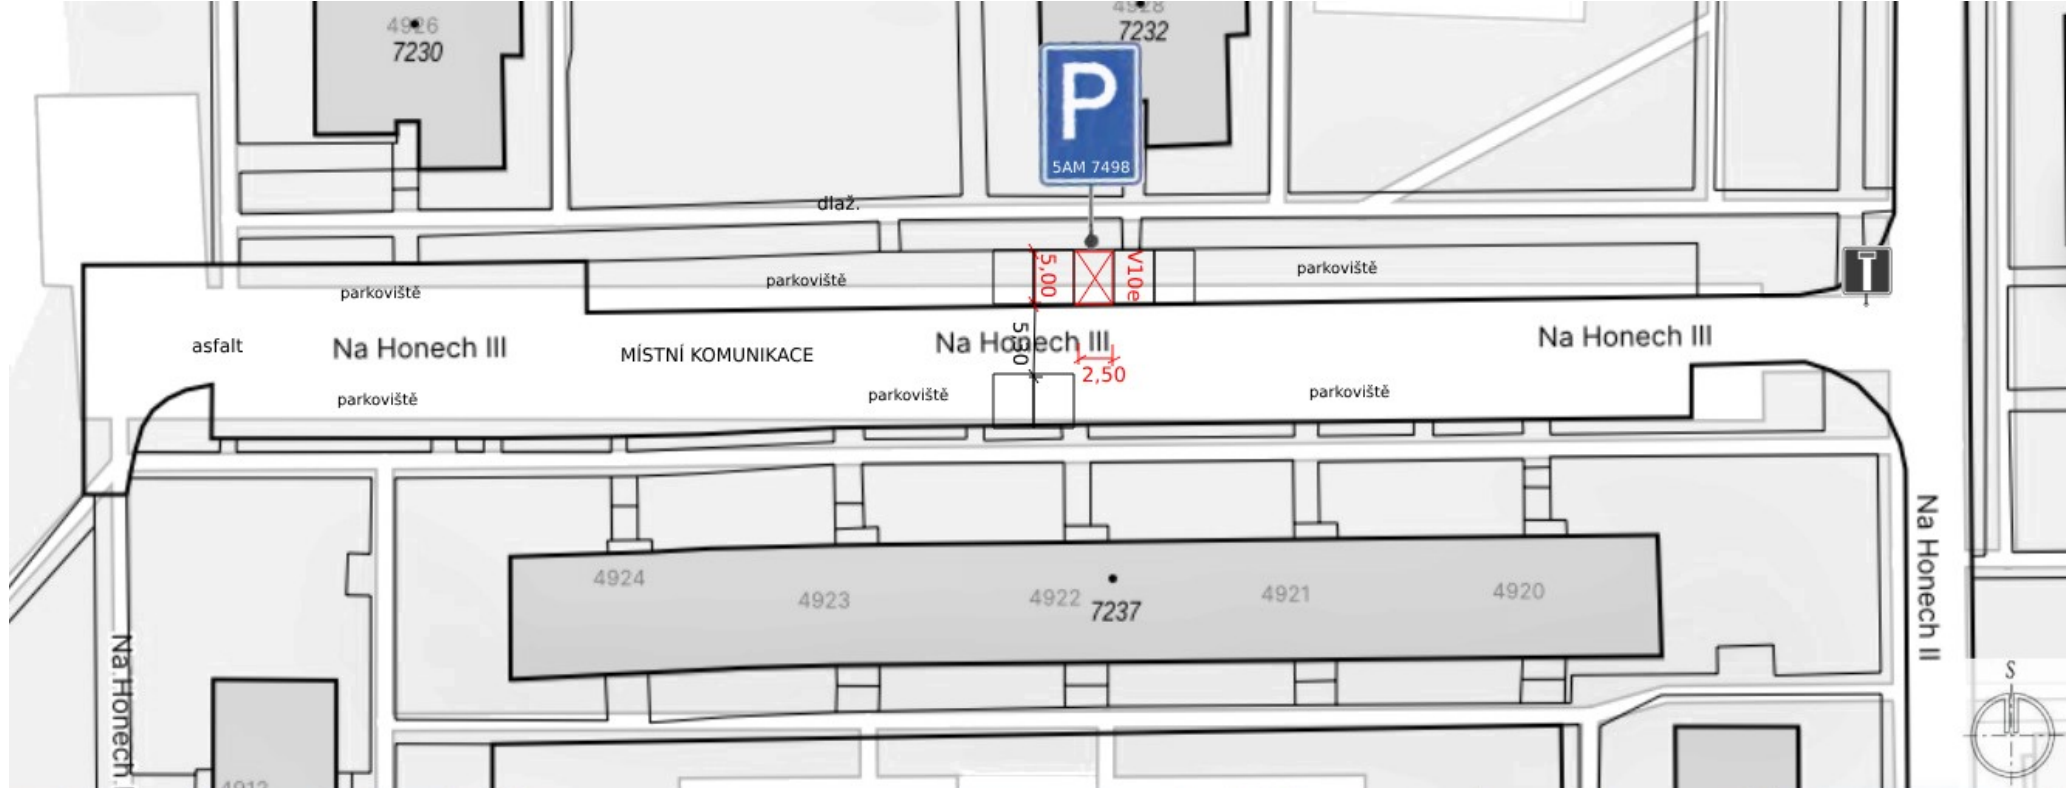 4926
7230
4928
7232
P
5AM 7498
dlaž.
5,00
V10e
parkoviště
parkoviště
parkoviště
asfalt
Na Honech III
MÍSTNÍ KOMUNIKACE
Na Honech III
5,30
Na Honech III
2,50
parkoviště
parkoviště
parkoviště
4924
4923
4922
7237
4921
4920
Na Honech II
Na Honech
S